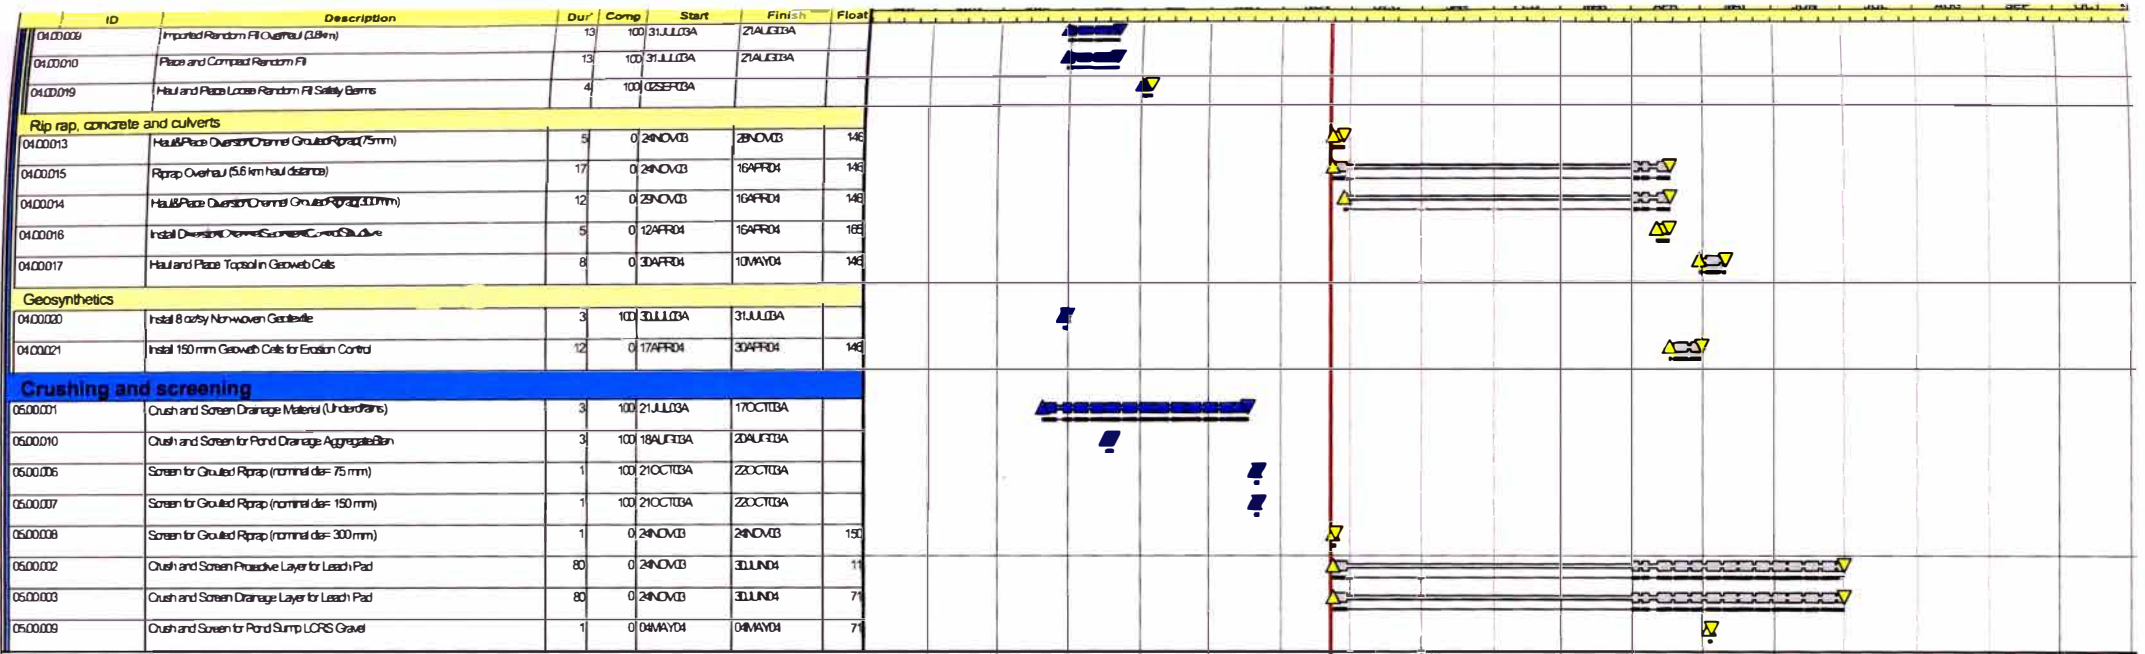 ID Description Dur Comp Start Finish Float
04.00.009 Imported Random Fill Overhaul (3.8km) 13 100 31JUL03A 21AUG03A
04.00.010 Place and Compact Random Fill 13 100 31JUL03A 21AUG03A
04.00.019 Haul and Place Loose Random Fill Safety Berms 4 100 02SEP03A
Rip rap, concrete and culverts
04.00.013 Haul&Place Diversion Channel Grouted Riprap(75mm) 5 0 24NOV03 28NOV03 146
04.00.015 Riprap Overhaul (5.6 km haul distance) 17 0 24NOV03 16APR04 146
04.00.014 Haul&Place Diversion Channel Grouted Riprap(300mm) 12 0 29NOV03 16APR04 146
04.00.016 Install Diversion Channel Control Structure 5 0 12APR04 16APR04 165
04.00.017 Haul and Place Topsoil in Geoweb Cells 8 0 30APR04 10MAY04 146
Geosynthetics
04.00.020 Install 8 oz/sy Non-woven Geotextile 3 100 30JUL03A 31JUL03A
04.00.021 Install 150 mm Geoweb Cells for Erosion Control 12 0 17APR04 30APR04 146
Crushing and screening
05.00.001 Crush and Screen Drainage Material (Underdrains) 3 100 21JUL03A 17OCT03A
05.00.010 Crush and Screen for Pond Drainage Aggregate 3 100 18AUG03A 20AUG03A
05.00.006 Screen for Grouted Riprap (nominal dia= 75 mm) 1 100 21OCT03A 22OCT03A
05.00.007 Screen for Grouted Riprap (nominal dia= 150 mm) 1 100 21OCT03A 22OCT03A
05.00.008 Screen for Grouted Riprap (nominal dia= 300 mm) 1 0 24NOV03 24NOV03 150
05.00.002 Crush and Screen Protective Layer for Leach Pad 80 0 24NOV03 30JUN04 11
05.00.003 Crush and Screen Drainage Layer for Leach Pad 80 0 24NOV03 30JUN04 71
05.00.009 Crush and Screen for Pond Sump LCRS Gravel 1 0 04MAY04 04MAY04 71